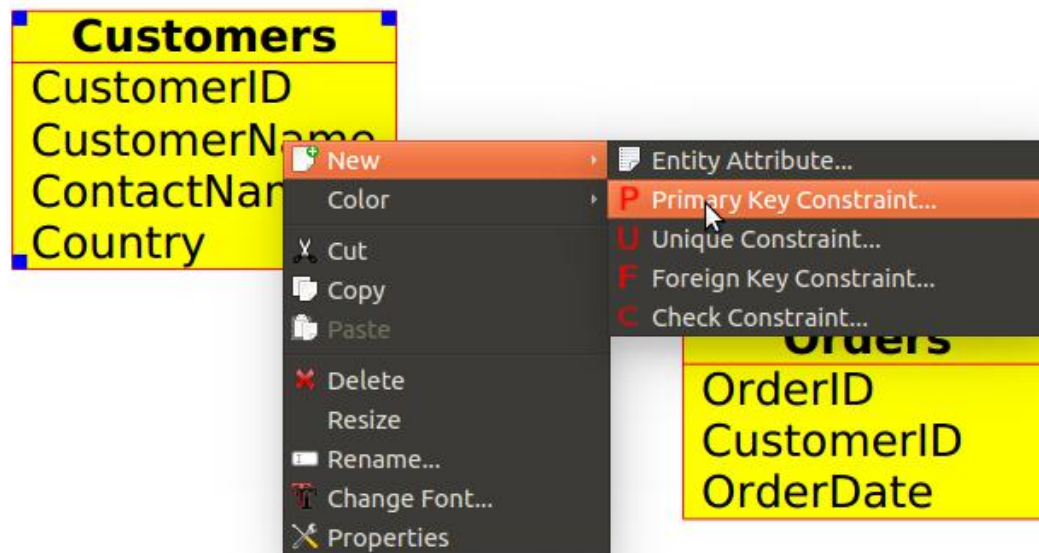 Customers
CustomerID
CustomerName
ContactNam
Country
New
Color
Cut
Copy
Paste
Delete
Resize
Rename...
Change Font...
Properties
Entity Attribute...
P Primary Key Constraint...
U Unique Constraint...
F Foreign Key Constraint...
C Check Constraint...
Orders
OrderID
CustomerID
OrderDate